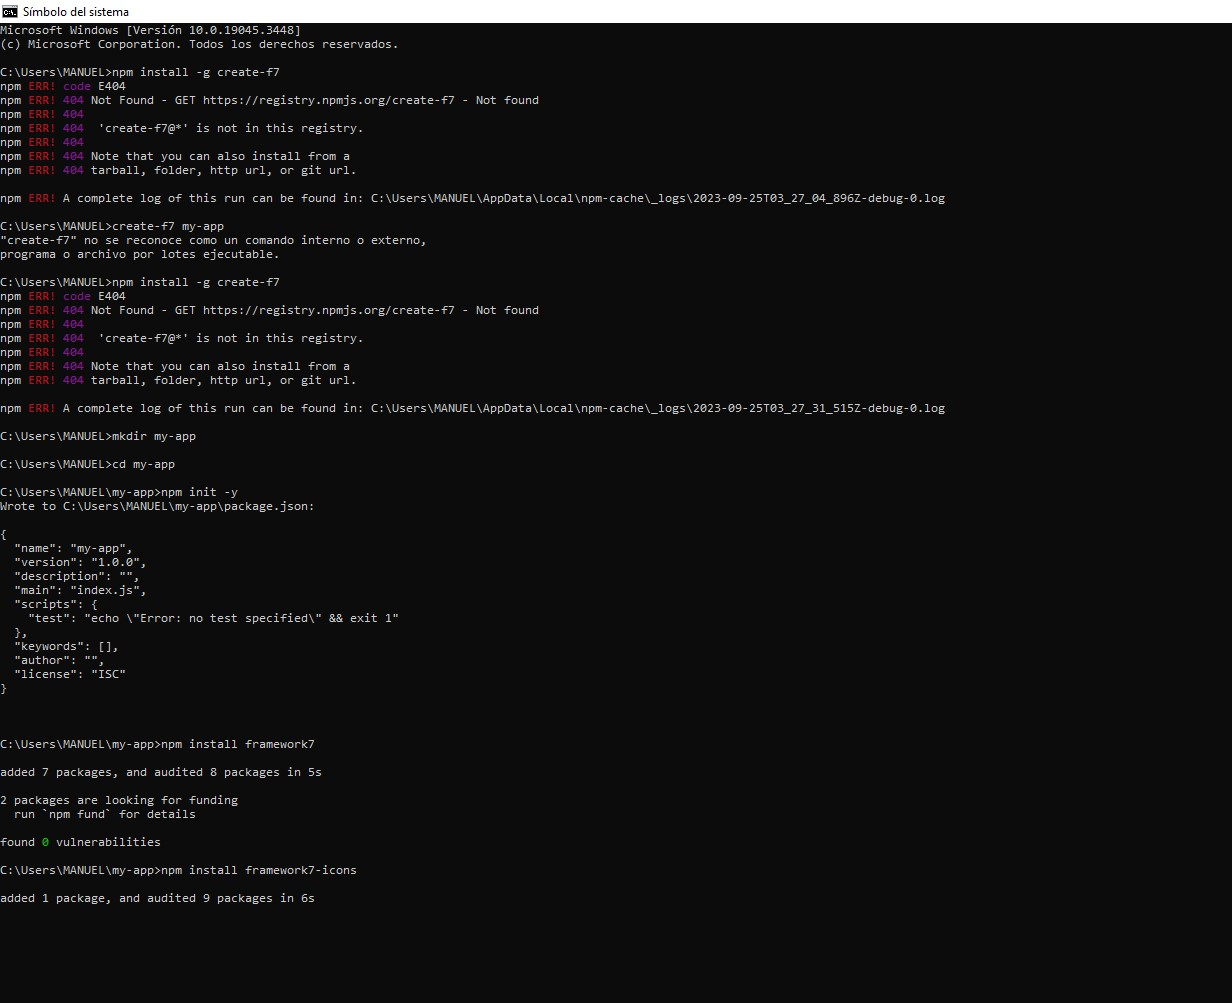 Símbolo del sistema
Microsoft Windows [Versión 10.0.19045.3448]
(c) Microsoft Corporation. Todos los derechos reservados.
C:\Users\MANUEL>npm install -g create-f7
npm ERR! code E404
npm ERR! 404 Not Found - GET https://registry.npmjs.org/create-f7 - Not found
npm ERR! 404
npm ERR! 404  'create-f7@*' is not in this registry.
npm ERR! 404
npm ERR! 404 Note that you can also install from a
npm ERR! 404 tarball, folder, http url, or git url.
npm ERR! A complete log of this run can be found in: C:\Users\MANUEL\AppData\Local\npm-cache\_logs\2023-09-25T03_27_04_896Z-debug-0.log
C:\Users\MANUEL>create-f7 my-app
"create-f7" no se reconoce como un comando interno o externo,
programa o archivo por lotes ejecutable.
C:\Users\MANUEL>npm install -g create-f7
npm ERR! code E404
npm ERR! 404 Not Found - GET https://registry.npmjs.org/create-f7 - Not found
npm ERR! 404
npm ERR! 404  'create-f7@*' is not in this registry.
npm ERR! 404
npm ERR! 404 Note that you can also install from a
npm ERR! 404 tarball, folder, http url, or git url.
npm ERR! A complete log of this run can be found in: C:\Users\MANUEL\AppData\Local\npm-cache\_logs\2023-09-25T03_27_31_515Z-debug-0.log
C:\Users\MANUEL>mkdir my-app
C:\Users\MANUEL>cd my-app
C:\Users\MANUEL\my-app>npm init -y
Wrote to C:\Users\MANUEL\my-app\package.json:
{
  "name": "my-app",
  "version": "1.0.0",
  "description": "",
  "main": "index.js",
  "scripts": {
    "test": "echo \"Error: no test specified\" && exit 1"
  },
  "keywords": [],
  "author": "",
  "license": "ISC"
}
C:\Users\MANUEL\my-app>npm install framework7
added 7 packages, and audited 8 packages in 5s
2 packages are looking for funding
  run `npm fund` for details
found 0 vulnerabilities
C:\Users\MANUEL\my-app>npm install framework7-icons
added 1 package, and audited 9 packages in 6s